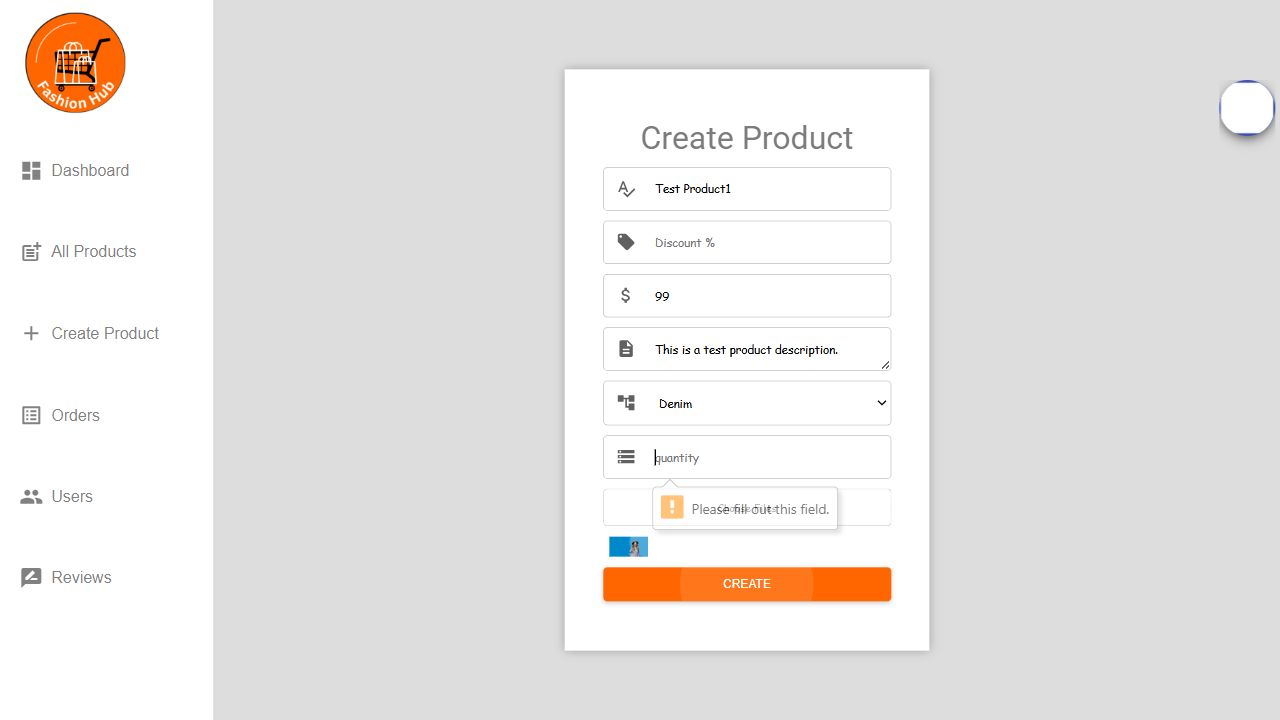 Fashion Hub
Dashboard
All Products
Create Product
Orders
Users
Reviews
Create Product
Test Product1
Discount %
99
This is a test product description.
Denim
quantity
Please fill out this field.
CREATE